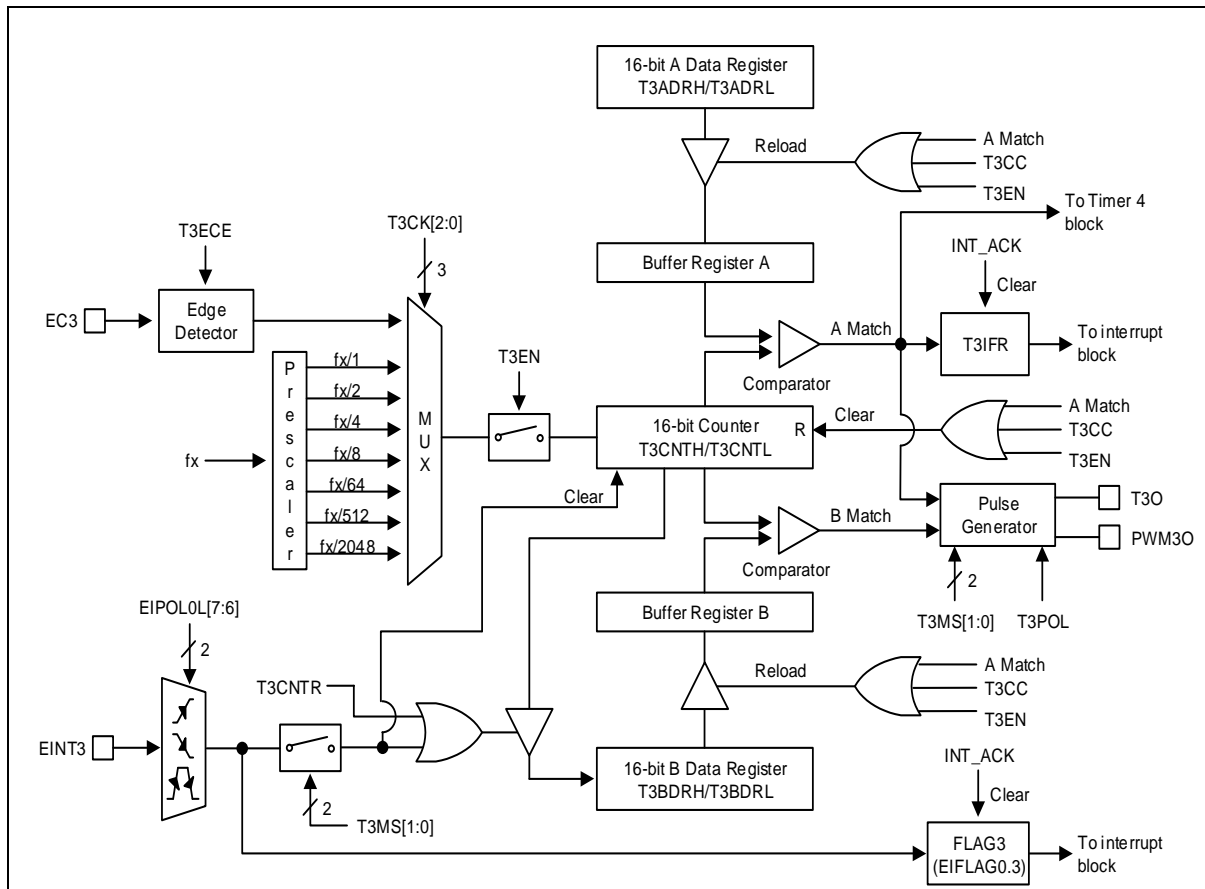 16-bit A Data Register
T3ADRH/T3ADRL
Reload
A Match
T3CC
T3EN
To Timer 4
block
T3ECE
T3CK[2:0]
3
Buffer Register A
INT_ACK
Clear
EC3
Edge
Detector
A Match
T3IFR
To interrupt
block
Comparator
Prescaler
fx/1
fx/2
fx/4
fx/8
fx/64
fx/512
fx/2048
fx
MUX
T3EN
16-bit Counter
T3CNTH/T3CNTL
R
Clear
A Match
T3CC
T3EN
Clear
B Match
Comparator
Pulse
Generator
T3O
PWM3O
2
T3MS[1:0]
T3POL
EIPOL0L[7:6]
2
Buffer Register B
Reload
A Match
T3CC
T3EN
T3CNTR
EINT3
2
T3MS[1:0]
16-bit B Data Register
T3BDRH/T3BDRL
INT_ACK
Clear
FLAG3
(EIFLAG0.3)
To interrupt
block